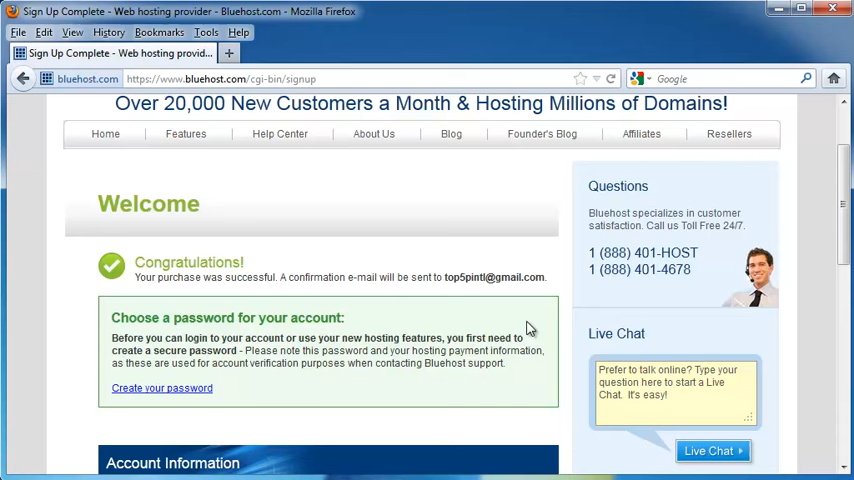 Sign Up Complete - Web hosting provider - Bluehost.com - Mozilla Firefox
File Edit View History Bookmarks Tools Help
Sign Up Complete - Web hosting provid...
bluehost.com https://www.bluehost.com/cgi-bin/signup Google
Over 20,000 New Customers a Month & Hosting Millions of Domains!
Home Features Help Center About Us Blog Founder's Blog Affiliates Resellers
Welcome
Congratulations!
Your purchase was successful. A confirmation e-mail will be sent to top5pintl@gmail.com.
Choose a password for your account:
Before you can login to your account or use your new hosting features, you first need to
create a secure password - Please note this password and your hosting payment information,
as these are used for account verification purposes when contacting Bluehost support.
Create your password
Account Information
Questions
Bluehost specializes in customer
satisfaction. Call us Toll Free 24/7.
1 (888) 401-HOST
1 (888) 401-4678
Live Chat
Prefer to talk online? Type your
question here to start a Live
Chat. It's easy!
Live Chat